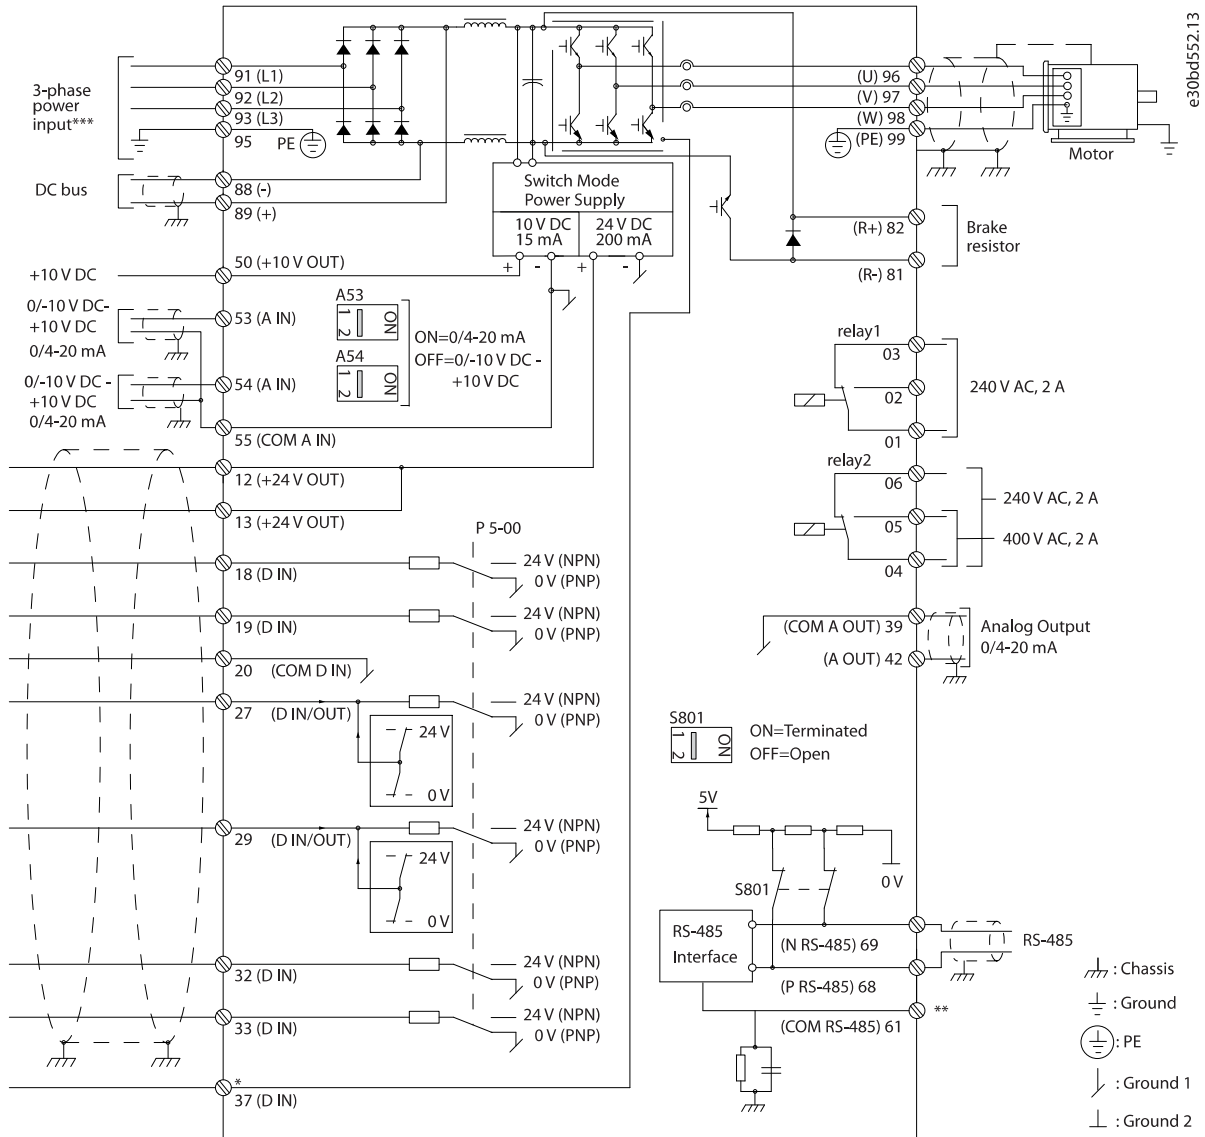 e30bd552.13
3-phase
power
input***
91 (L1)
92 (L2)
93 (L3)
95
PE
DC bus
88 (-)
89 (+)
Switch Mode
Power Supply
10 V DC
15 mA
24 V DC
200 mA
+
-
+
-
(U) 96
(V) 97
(W) 98
(PE) 99
Motor
(R+) 82
(R-) 81
Brake
resistor
+10 V DC
50 (+10 V OUT)
0/-10 V DC-
+10 V DC
0/4-20 mA
53 (A IN)
0/-10 V DC -
+10 V DC
0/4-20 mA
54 (A IN)
55 (COM A IN)
A53
1
2
ON
A54
1
2
ON
ON=0/4-20 mA
OFF=0/-10 V DC -
+10 V DC
relay1
03
02
01
240 V AC, 2 A
relay2
06
05
04
240 V AC, 2 A
400 V AC, 2 A
12 (+24 V OUT)
13 (+24 V OUT)
P 5-00
18 (D IN)
24 V (NPN)
0 V (PNP)
19 (D IN)
24 V (NPN)
0 V (PNP)
20 (COM D IN)
27 (D IN/OUT)
24 V (NPN)
0 V (PNP)
24 V
0 V
29 (D IN/OUT)
24 V (NPN)
0 V (PNP)
24 V
0 V
32 (D IN)
24 V (NPN)
0 V (PNP)
33 (D IN)
24 V (NPN)
0 V (PNP)
*
37 (D IN)
(COM A OUT) 39
(A OUT) 42
Analog Output
0/4-20 mA
S801
1
2
ON
ON=Terminated
OFF=Open
5V
0 V
S801
RS-485
Interface
(N RS-485) 69
(P RS-485) 68
(COM RS-485) 61
RS-485
**
: Chassis
: Ground
: PE
: Ground 1
: Ground 2